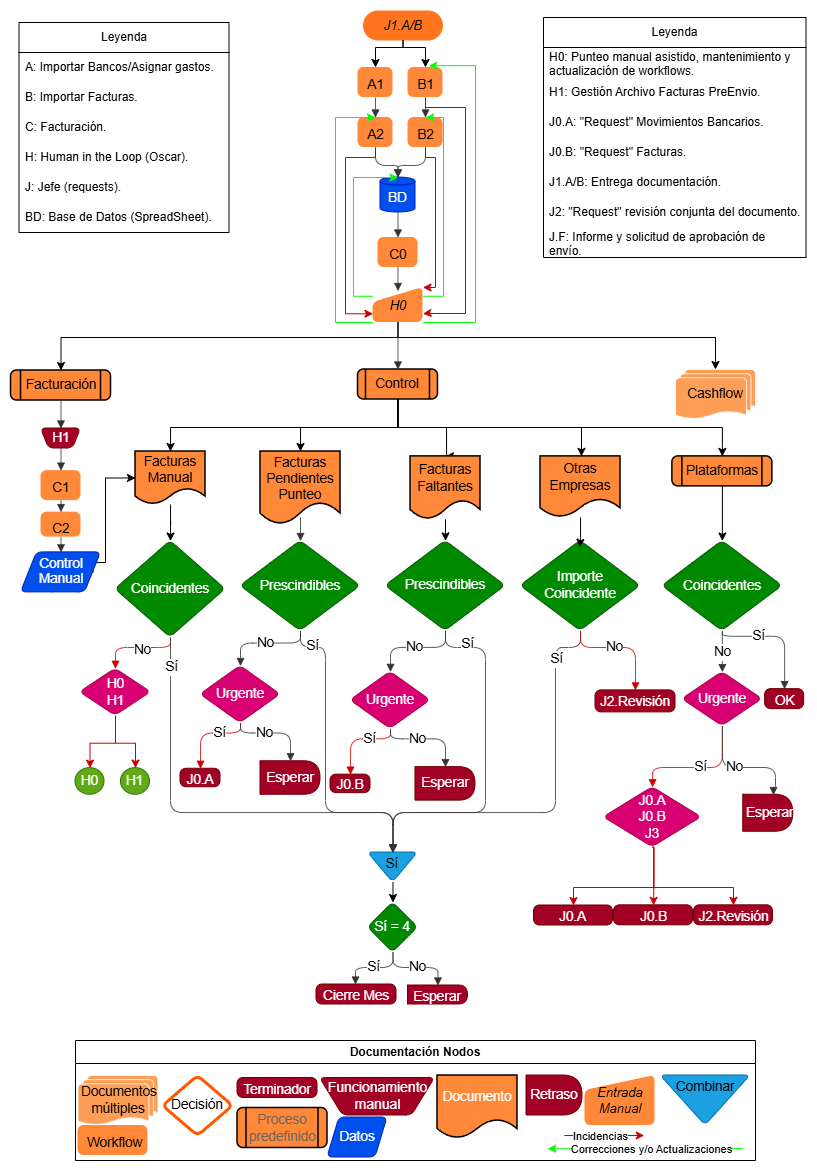 J1.A/B
Leyenda
A: Importar Bancos/Asignar gastos.
B: Importar Facturas.
C: Facturación.
H: Human in the Loop (Oscar).
J: Jefe (requests).
BD: Base de Datos (SpreadSheet).
Leyenda
H0: Punteo manual asistido, mantenimiento y
actualización de workflows.
H1: Gestión Archivo Facturas PreEnvio.
J0.A: "Request" Movimientos Bancarios.
J0.B: "Request" Facturas.
J1.A/B: Entrega documentación.
J2: "Request" revisión conjunta del documento.
J.F: Informe y solicitud de aprobación de
envío.
A1
B1
A2
B2
BD
C0
H0
Facturación
Control
Cashflow
H1
C1
C2
Control
Manual
Facturas
Manual
Facturas
Pendientes
Punteo
Facturas
Faltantes
Otras
Empresas
Plataformas
Coincidentes
Prescindibles
Prescindibles
Importe
Coincidente
Coincidentes
No
Sí
No
Sí
No
Sí
Sí
No
Sí
No
H0
H1
Urgente
Urgente
J2.Revisión
Urgente
OK
Sí
No
Sí
No
Sí
No
H0
H1
J0.A
Esperar
J0.B
Esperar
J0.A
J0.B
J3
Esperar
Sí
J0.A
J0.B
J2.Revisión
Sí = 4
Sí
No
Cierre Mes
Esperar
Documentación Nodos
Documentos
múltiples
Workflow
Decisión
Terminador
Proceso
predefinido
Funcionamiento
manual
Datos
Documento
Retraso
Entrada
Manual
Combinar
Incidencias
Correcciones y/o Actualizaciones